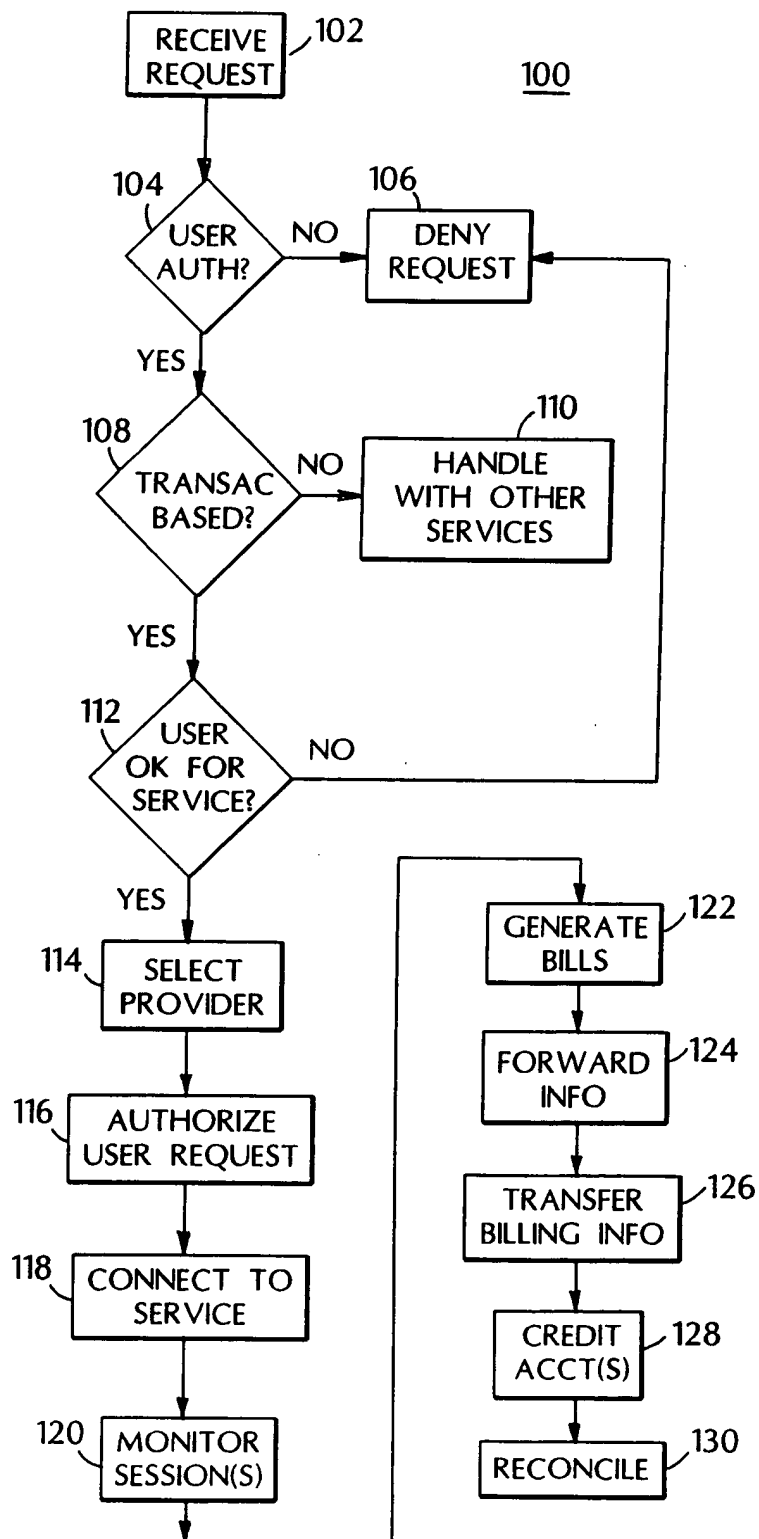 RECEIVE
REQUEST
102
100
104
USER
AUTH?
NO
106
DENY
REQUEST
YES
108
TRANSAC
BASED?
NO
110
HANDLE
WITH OTHER
SERVICES
YES
112
USER
OK FOR
SERVICE?
NO
YES
114
SELECT
PROVIDER
116
AUTHORIZE
USER REQUEST
118
CONNECT TO
SERVICE
120
MONITOR
SESSION(S)
GENERATE
BILLS
122
FORWARD
INFO
124
TRANSFER
BILLING INFO
126
CREDIT
ACCT(S)
128
RECONCILE
130